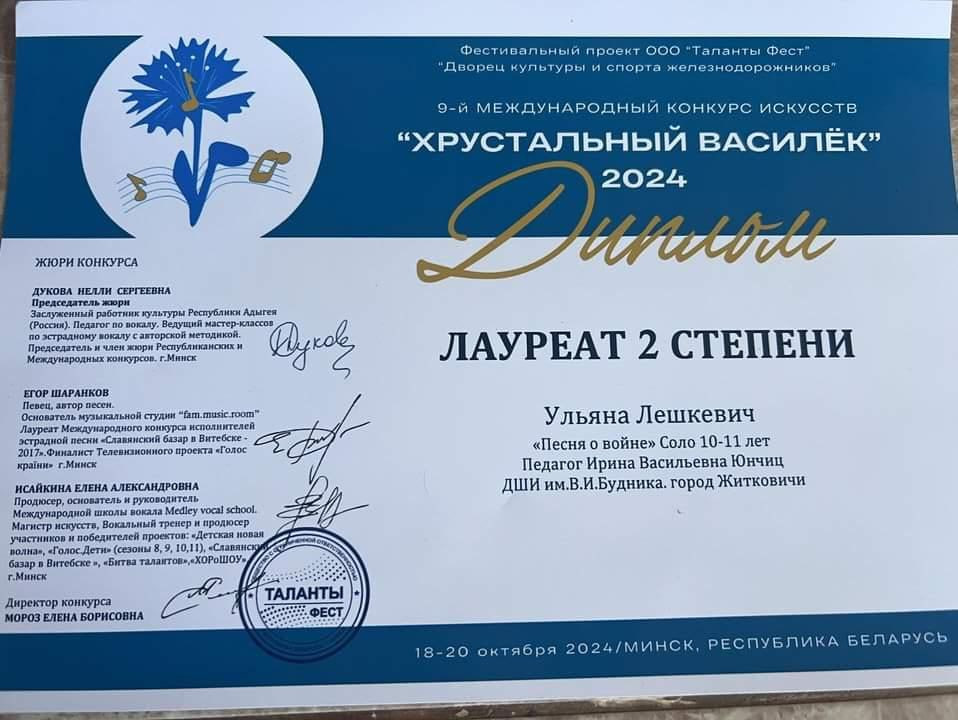 Фестивальный проект ООО "Таланты Фест"
"Дворец культуры и спорта железнодорожников"
9-й МЕЖДУНАРОДНЫЙ КОНКУРС ИСКУССТВ
“ХРУСТАЛЬНЫЙ ВАСИЛЁК”
2024
Диплом
ЖЮРИ КОНКУРСА
ДУКОВА НЕЛЛИ СЕРГЕЕВНА
Председатель жюри
Заслуженный работник культуры Республики Адыгея
(Россия). Педагог по вокалу. Ведущий мастер-классов
по эстрадному вокалу с авторской методикой.
Председатель и член жюри Республиканских и
Международных конкурсов. г.Минск
Дукова
ЕГОР ШАРАНКОВ
Певец, автор песен.
Основатель музыкальной студии "fam.music.room"
Лауреат Международного конкурса исполнителей
эстрадной песни «Славянский базар в Витебске -
2017».Финалист Телевизионного проекта «Голос
країни» г.Минск
ИСАЙКИНА ЕЛЕНА АЛЕКСАНДРОВНА
Продюсер, основатель и руководитель
Международной школы вокала Medley vocal school.
Магистр искусств, Вокальный тренер и продюсер
участников и победителей проектов: «Детская новая
волна», «Голос.Дети» (сезоны 8, 9, 10,11), «Славянский
базар в Витебске », «Битва талантов»,«ХОРоШОУ».
г.Минск
Директор конкурса
МОРОЗ ЕЛЕНА БОРИСОВНА
ТАЛАНТЫ
ФЕСТ
ЛАУРЕАТ 2 СТЕПЕНИ
Ульяна Лешкевич
«Песня о войне» Соло 10-11 лет
Педагог Ирина Васильевна Юнчиц
ДШИ им.В.И.Будника. город Житковичи
18-20 октября 2024/МИНСК, РЕСПУБЛИКА БЕЛАРУСЬ